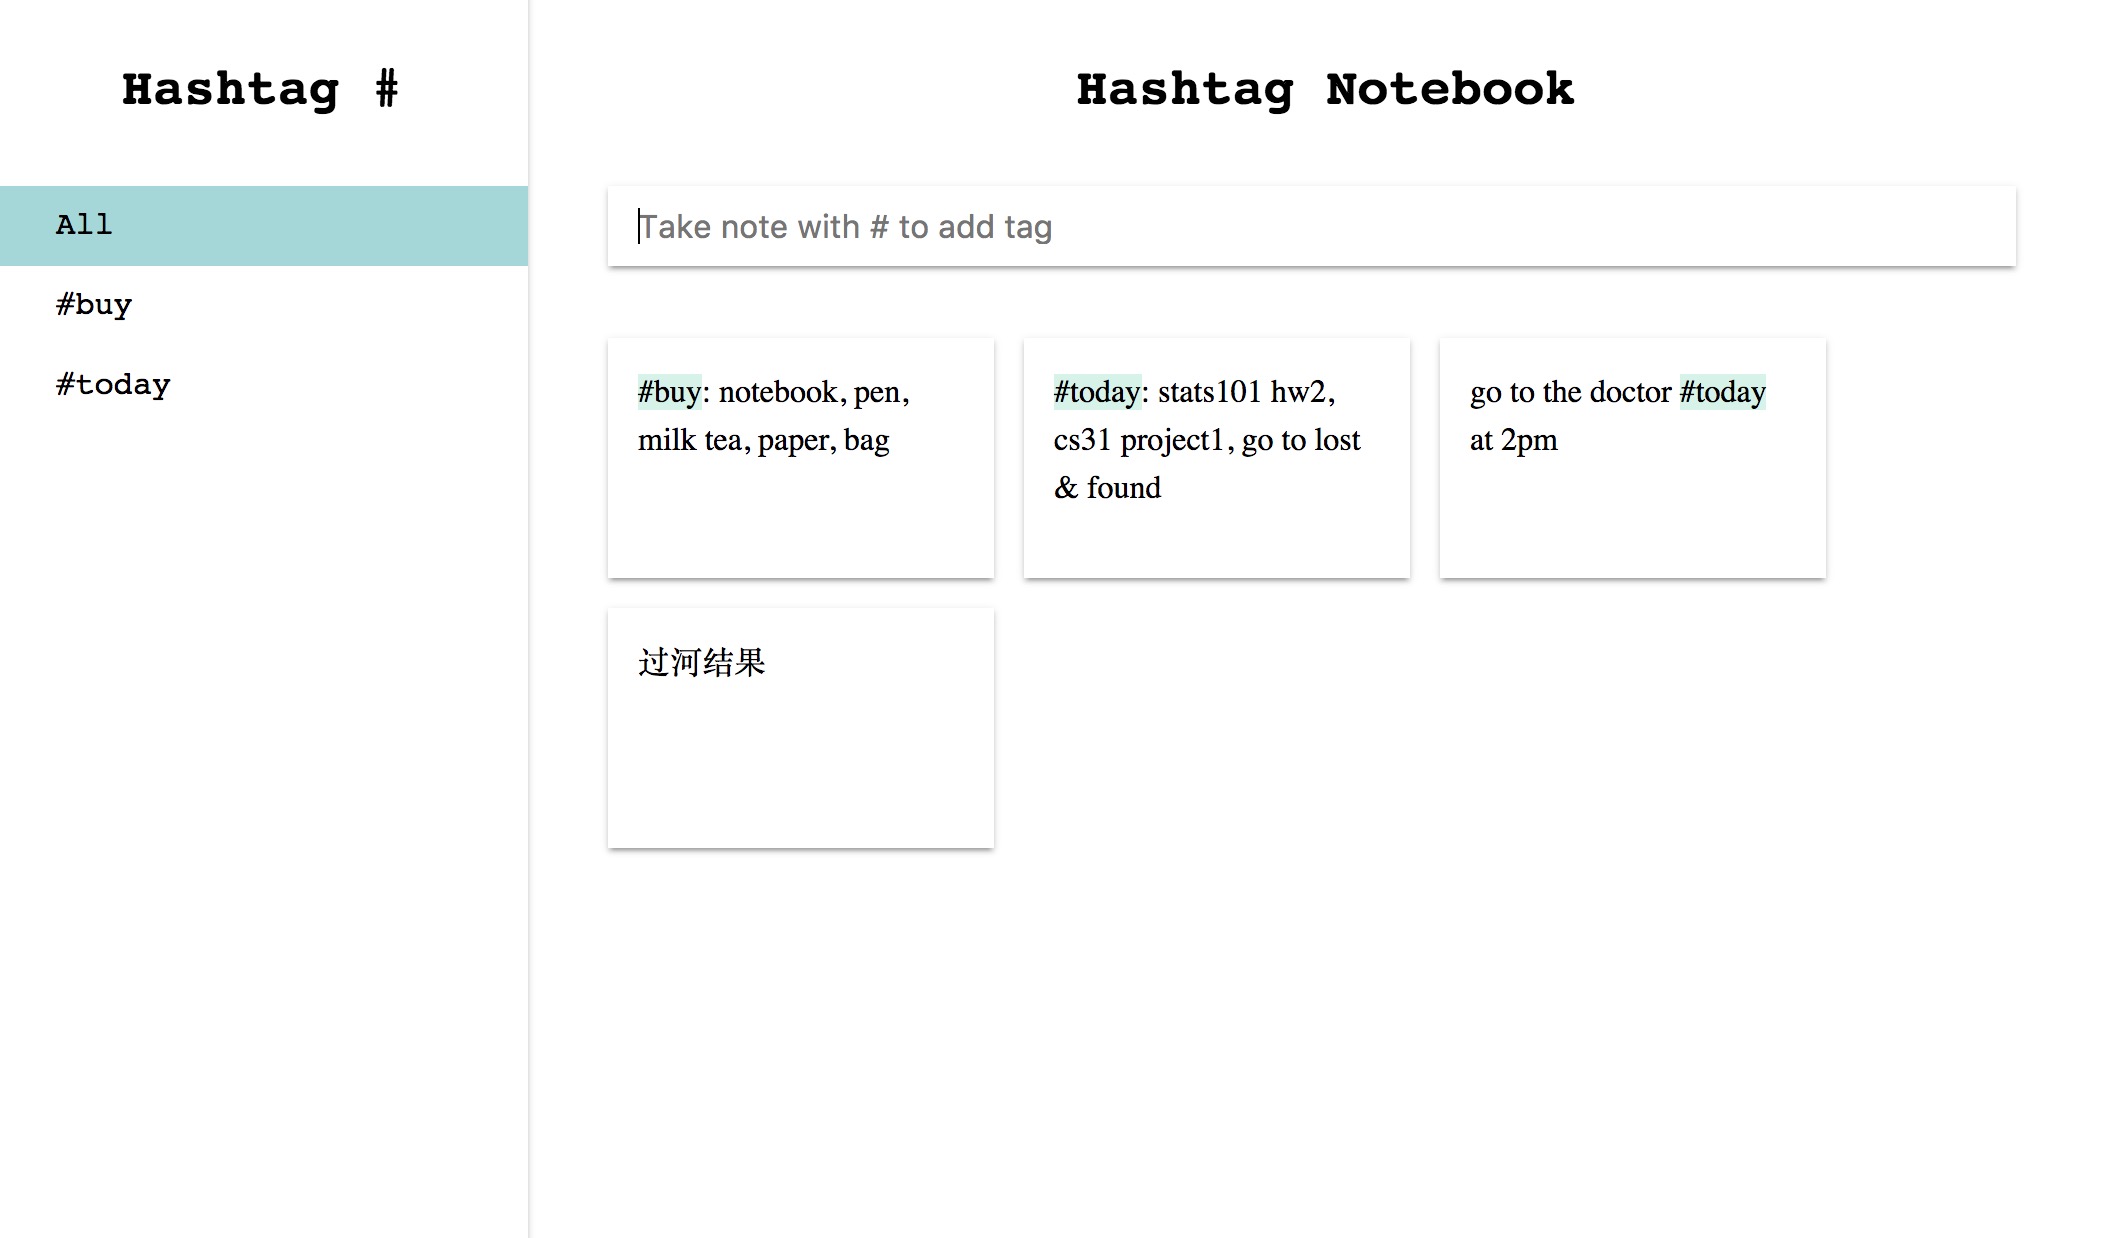 Hashtag #
All
#buy
#today
Hashtag Notebook
Take note with # to add tag
#buy: notebook, pen,
milk tea, paper, bag
#today: stats101 hw2,
cs31 project1, go to lost
& found
go to the doctor #today
at 2pm
过河结果